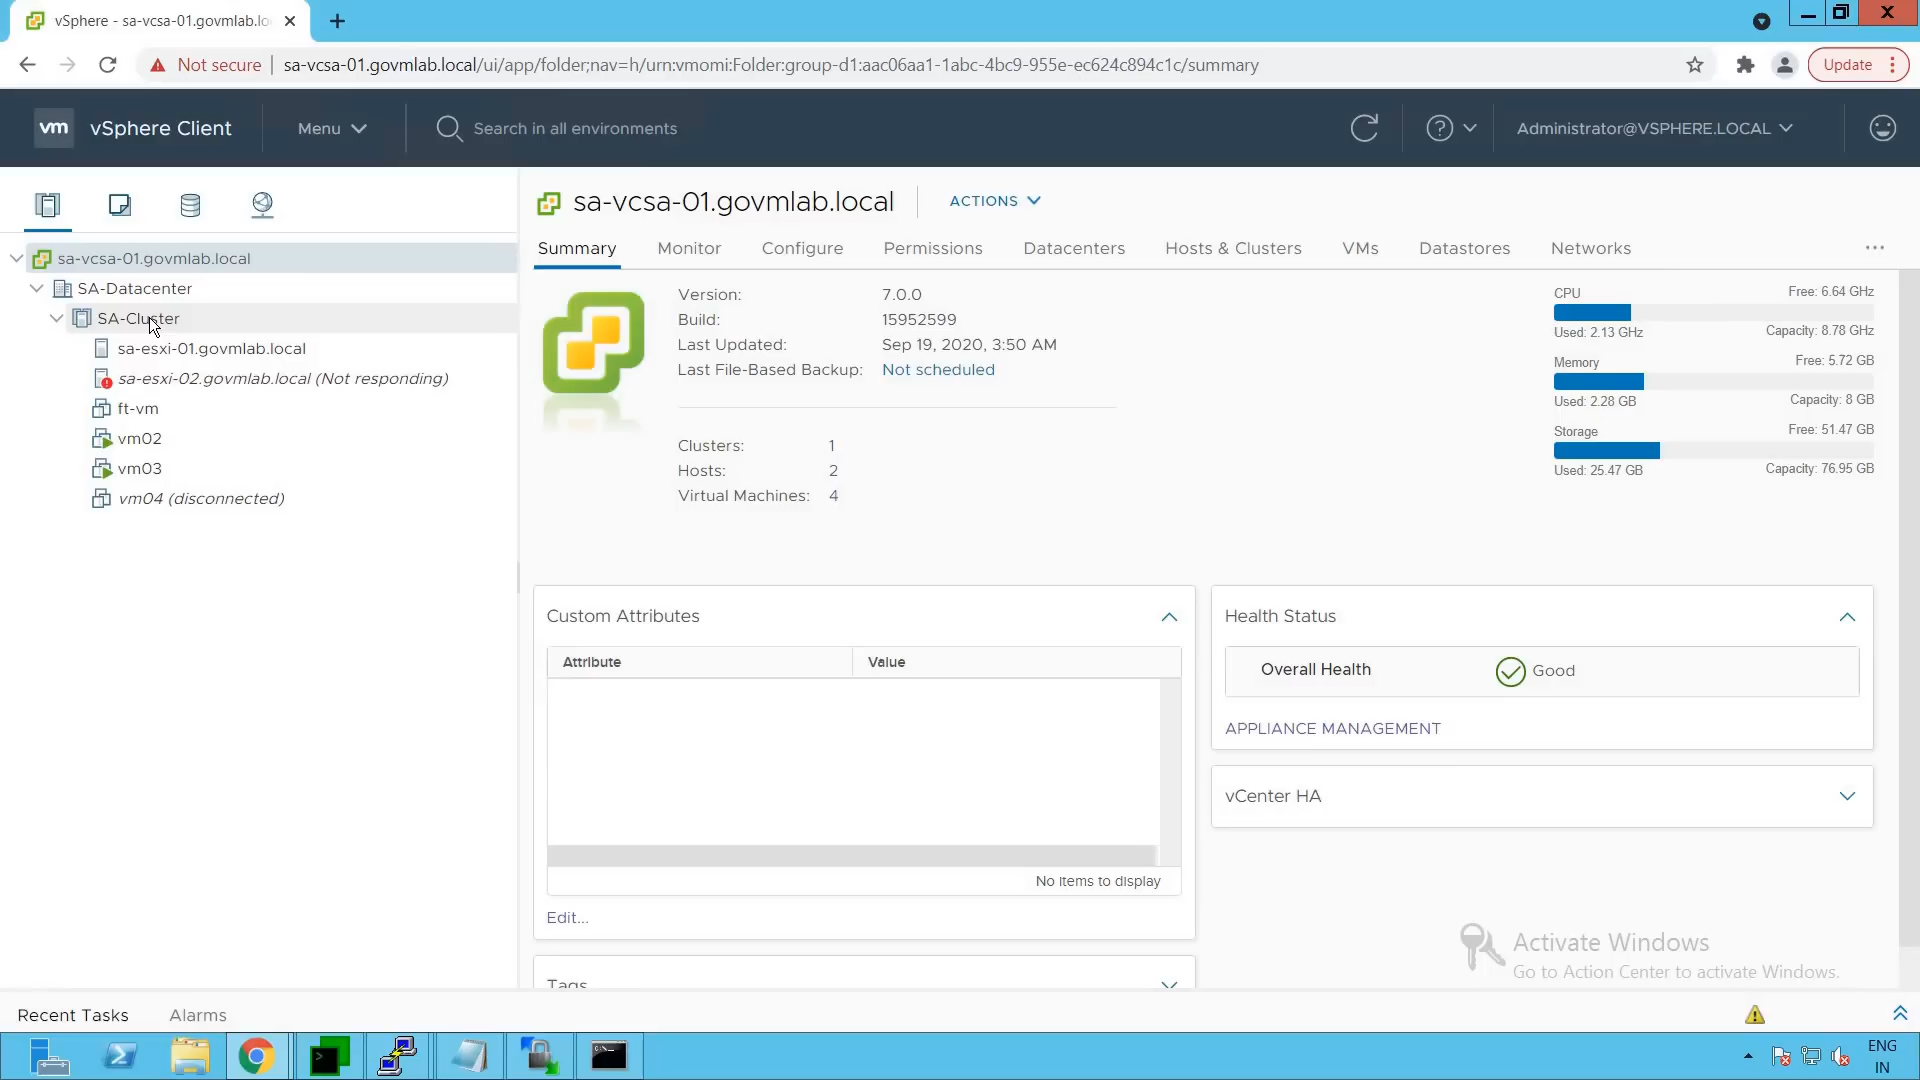 vSphere - sa-vcsa-01.govmlab.lo
Not secure
sa-vcsa-01.govmlab.local/ui/app/folder;nav=h/urn:vmomi:Folder:group-d1:aac06aa1-1abc-4bc9-955e-ec624c894c1c/summary
Update
vm
vSphere Client
Menu
Search in all environments
Administrator@VSPHERE.LOCAL
sa-vcsa-01.govmlab.local
SA-Datacenter
SA-Cluster
sa-esxi-01.govmlab.local
sa-esxi-02.govmlab.local (Not responding)
ft-vm
vm02
vm03
vm04 (disconnected)
sa-vcsa-01.govmlab.local
ACTIONS
Summary
Monitor
Configure
Permissions
Datacenters
Hosts & Clusters
VMs
Datastores
Networks
Version: 7.0.0
Build: 15952599
Last Updated: Sep 19, 2020, 3:50 AM
Last File-Based Backup: Not scheduled
Clusters: 1
Hosts: 2
Virtual Machines: 4
CPU Free: 6.64 GHz
Used: 2.13 GHz Capacity: 8.78 GHz
Memory Free: 5.72 GB
Used: 2.28 GB Capacity: 8 GB
Storage Free: 51.47 GB
Used: 25.47 GB Capacity: 76.95 GB
Custom Attributes
Attribute Value
No items to display
Edit...
Tags
Health Status
Overall Health Good
APPLIANCE MANAGEMENT
vCenter HA
Activate Windows
Go to Action Center to activate Windows.
Recent Tasks
Alarms
ENG
IN